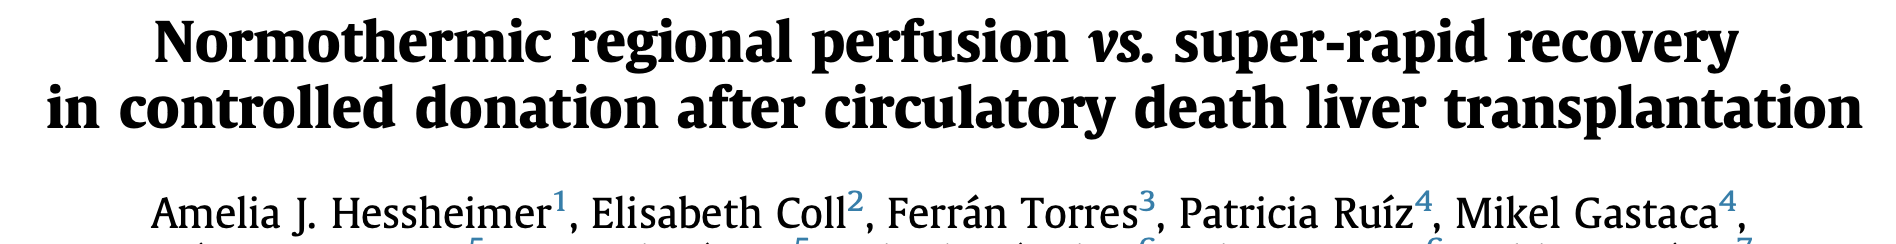 Normothermic regional perfusion vs. super-rapid recovery
in controlled donation after circulatory death liver transplantation
Amelia J. Hessheimer1, Elisabeth Coll2, Ferrán Torres3, Patricia Ruíz4, Mikel Gastaca4,